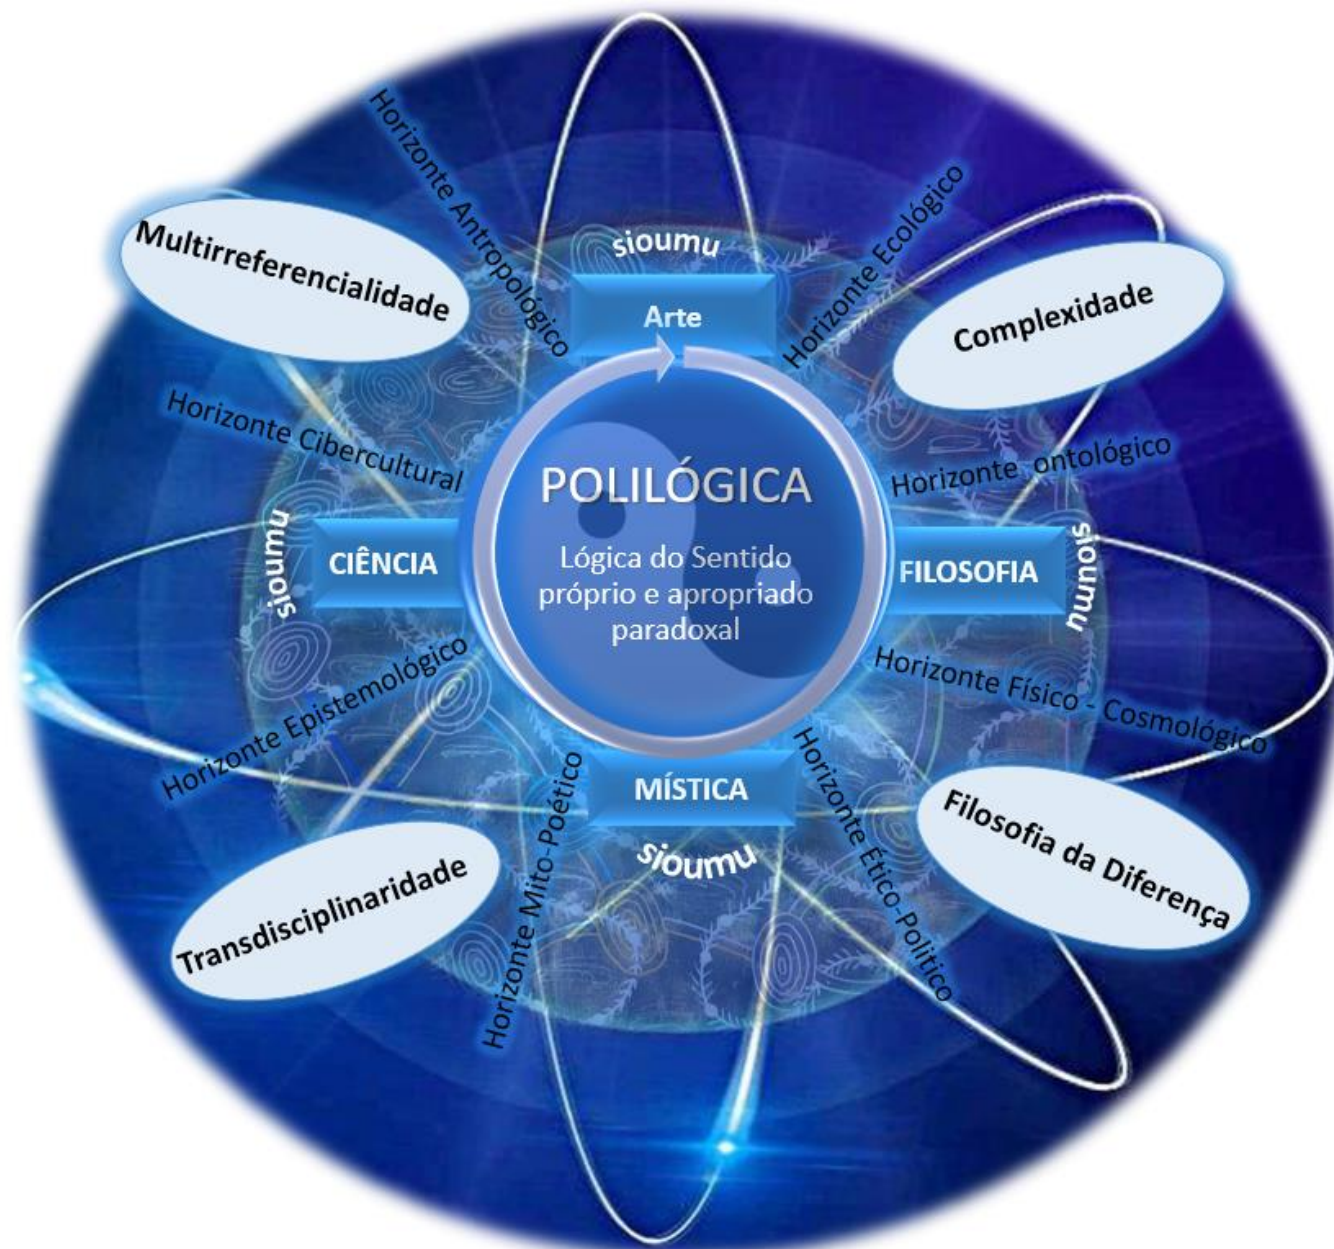 Horizonte Antropológico
Horizonte Ecológico
Multirreferencialidade
sioumu
Complexidade
Arte
Horizonte Cibercultural
Horizonte ontológico
POLILÓGICA
Lógica do Sentido
próprio e apropriado
paradoxal
sioumu
CIÊNCIA
FILOSOFIA
sioumu
Horizonte Epistemológico
Horizonte Físico - Cosmológico
MÍSTICA
sioumu
Horizonte Mito-Poético
Horizonte Ético-Politico
Transdisciplinaridade
Filosofia da Diferença